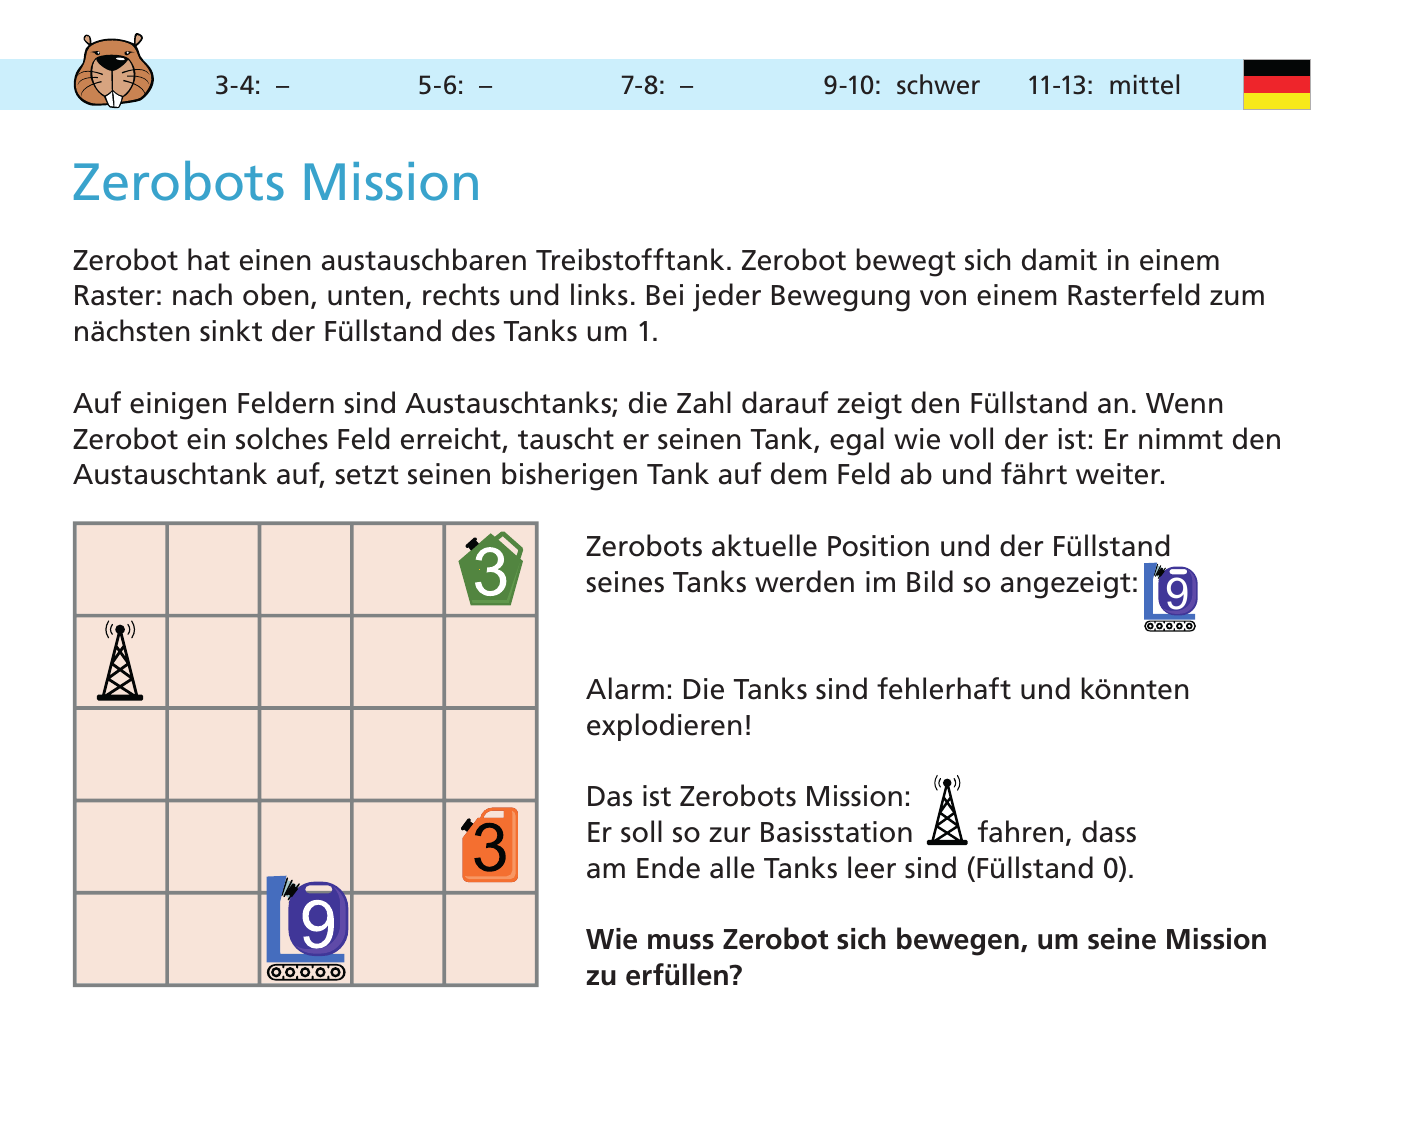 3-4: – 5-6: – 7-8: – 9-10: schwer 11-13: mittel
Zerobots Mission
Zerobot hat einen austauschbaren Treibstofftank. Zerobot bewegt sich damit in einem
Raster: nach oben, unten, rechts und links. Bei jeder Bewegung von einem Rasterfeld zum
nächsten sinkt der Füllstand des Tanks um 1.
Auf einigen Feldern sind Austauschtanks; die Zahl darauf zeigt den Füllstand an. Wenn
Zerobot ein solches Feld erreicht, tauscht er seinen Tank, egal wie voll der ist: Er nimmt den
Austauschtank auf, setzt seinen bisherigen Tank auf dem Feld ab und fährt weiter.
3
3
9
Zerobots aktuelle Position und der Füllstand
seines Tanks werden im Bild so angezeigt: 9
Alarm: Die Tanks sind fehlerhaft und könnten
explodieren!
Das ist Zerobots Mission:
Er soll so zur Basisstation fahren, dass
am Ende alle Tanks leer sind (Füllstand 0).
Wie muss Zerobot sich bewegen, um seine Mission
zu erfüllen?